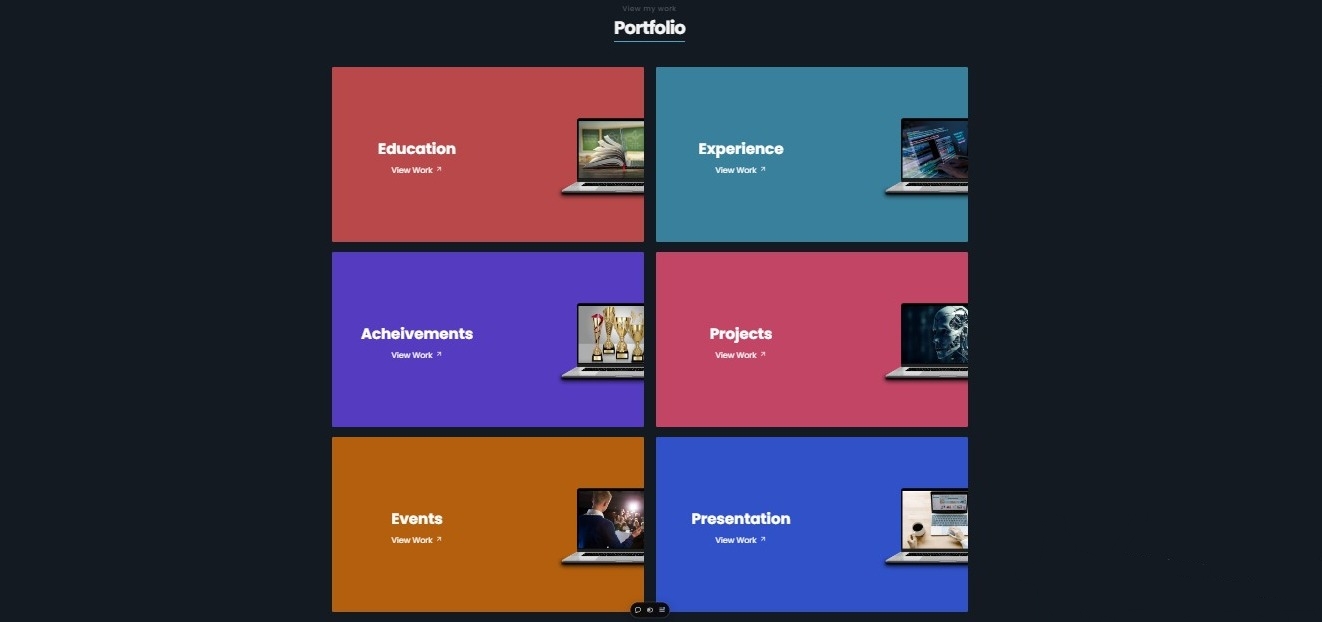 View my work
Portfolio
Education
View Work
Experience
View Work
Acheivements
View Work
Projects
View Work
Events
View Work
Presentation
View Work